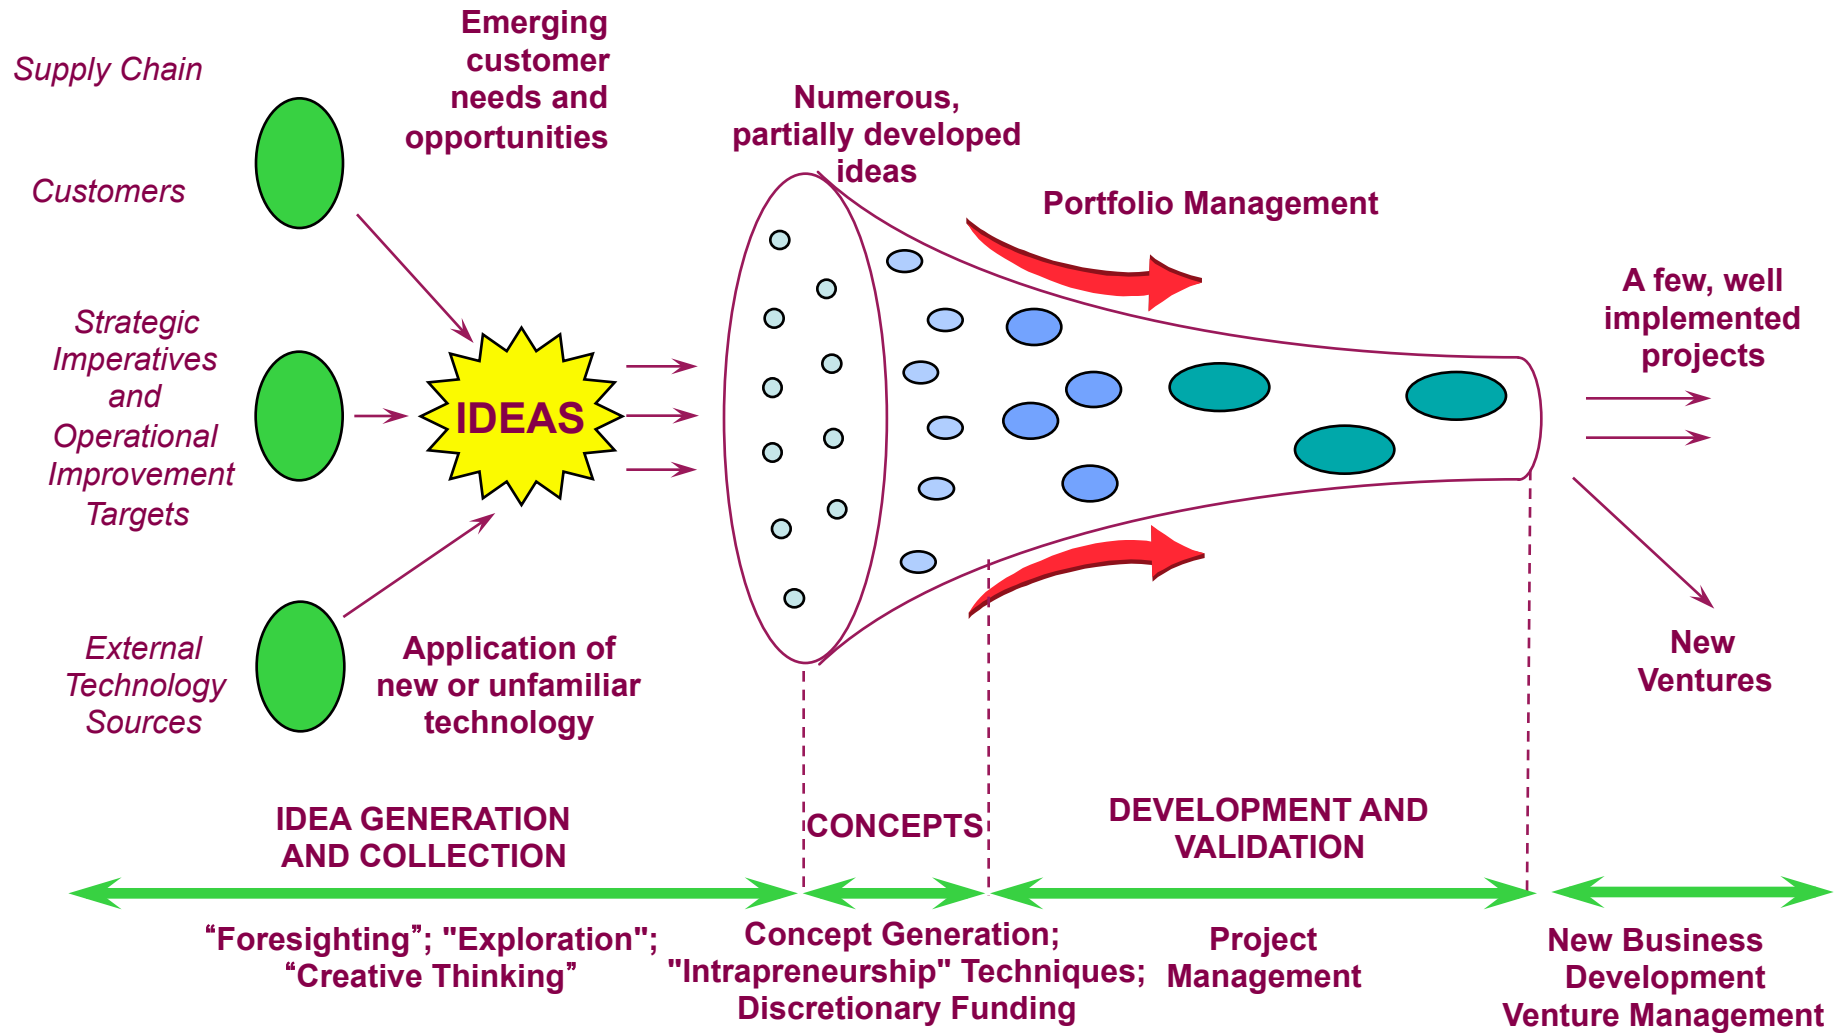 Supply Chain
Customers
Strategic
Imperatives
and
Operational
Improvement
Targets
External
Technology
Sources
Emerging
customer
needs and
opportunities
IDEAS
Application of
new or unfamiliar
technology
Numerous,
partially developed
ideas
Portfolio Management
A few, well
implemented
projects
New
Ventures
IDEA GENERATION
AND COLLECTION
CONCEPTS
DEVELOPMENT AND
VALIDATION
“Foresighting”; "Exploration";
“Creative Thinking”
Concept Generation;
"Intrapreneurship" Techniques;
Discretionary Funding
Project
Management
New Business
Development
Venture Management